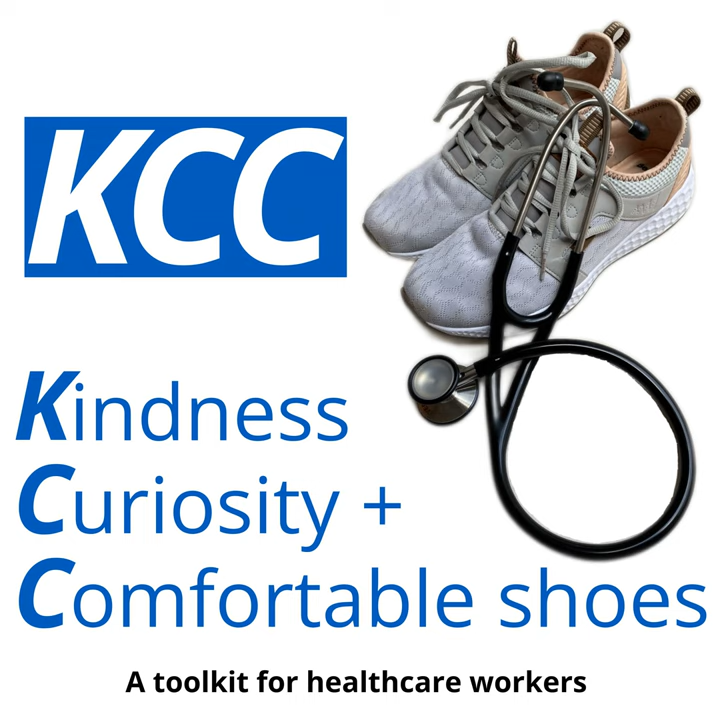 KCC
Kindness
Curiosity +
Comfortable shoes
A toolkit for healthcare workers